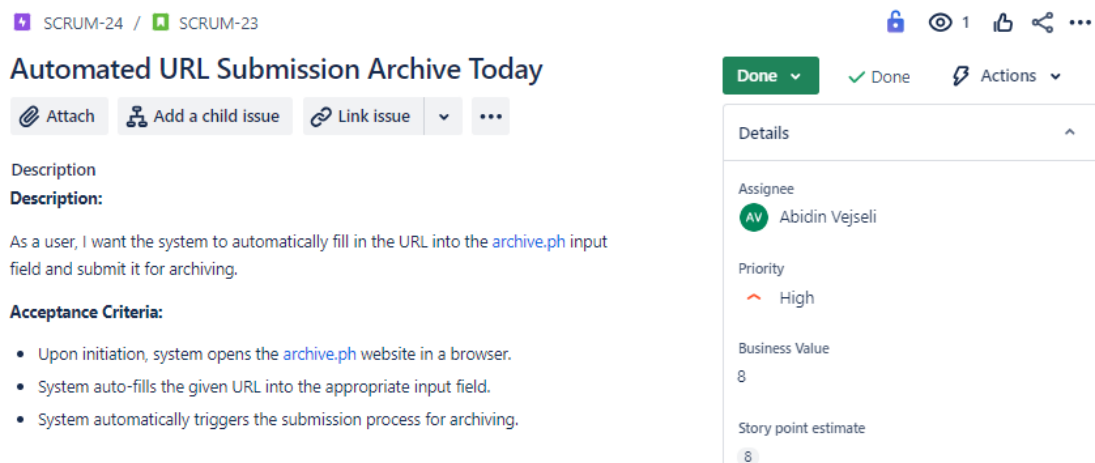 SCRUM-24 / SCRUM-23
1
Automated URL Submission Archive Today
Done
Done
Actions
Attach
Add a child issue
Link issue
Details
Description
Description:
As a user, I want the system to automatically fill in the URL into the archive.ph input
field and submit it for archiving.
Acceptance Criteria:
• Upon initiation, system opens the archive.ph website in a browser.
• System auto-fills the given URL into the appropriate input field.
• System automatically triggers the submission process for archiving.
Assignee
AV Abidin Vejseli
Priority
High
Business Value
8
Story point estimate
8